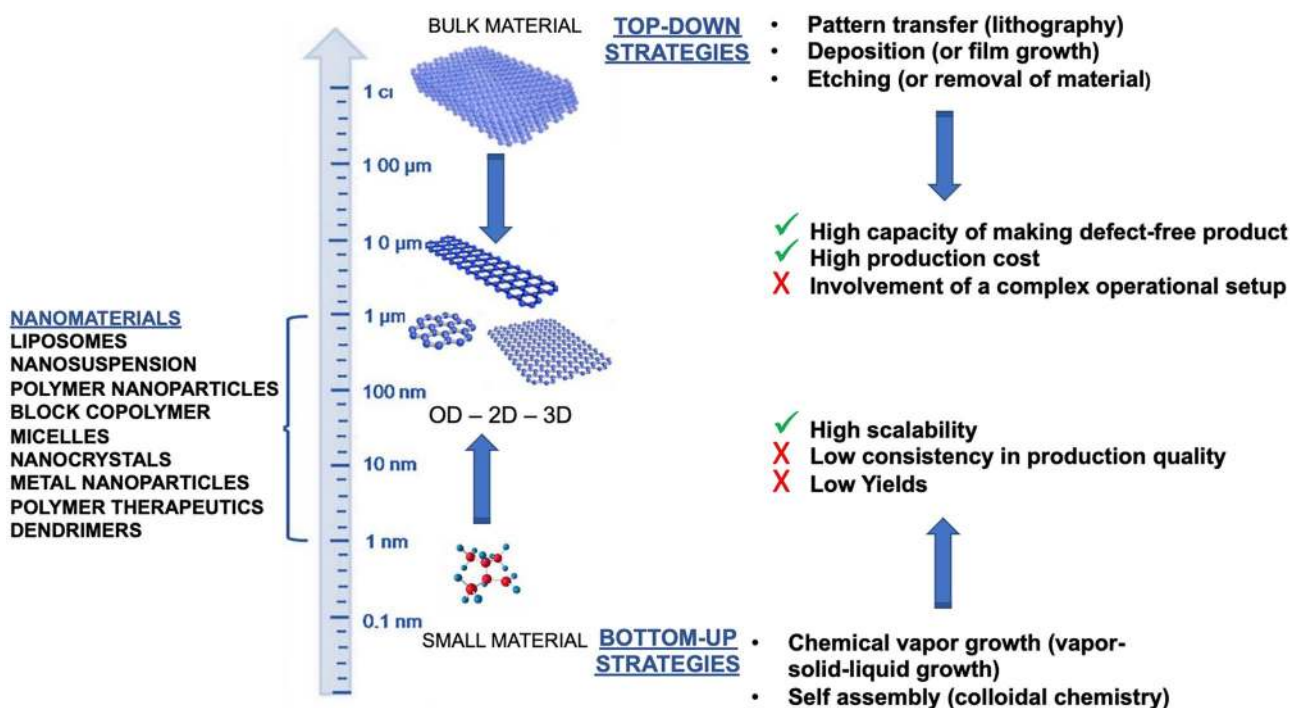 BULK MATERIAL
TOP-DOWN
STRATEGIES
• Pattern transfer (lithography)
• Deposition (or film growth)
• Etching (or removal of material)
1 cı
100 µm
10 µm
1 µm
100 nm
10 nm
1 nm
0.1 nm
✓ High capacity of making defect-free product
✓ High production cost
X Involvement of a complex operational setup
NANOMATERIALS
LIPOSOMES
NANOSUSPENSION
POLYMER NANOPARTICLES
BLOCK COPOLYMER
MICELLES
NANOCRYSTALS
METAL NANOPARTICLES
POLYMER THERAPEUTICS
DENDRIMERS
OD – 2D – 3D
✓ High scalability
X Low consistency in production quality
X Low Yields
SMALL MATERIAL
BOTTOM-UP
STRATEGIES
• Chemical vapor growth (vapor-
solid-liquid growth)
• Self assembly (colloidal chemistry)